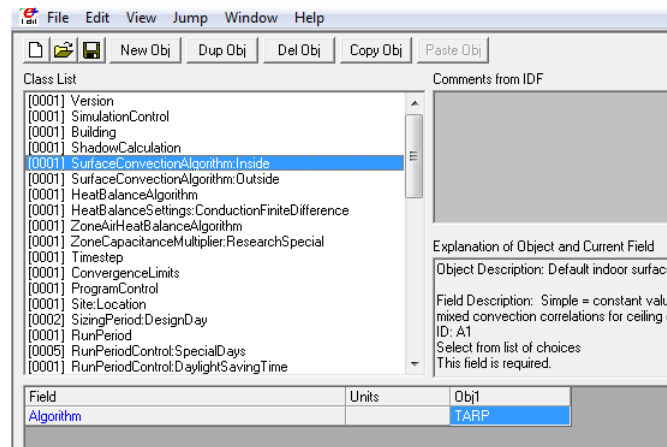 File Edit View Jump Window Help
New Obj Dup Obj Del Obj Copy Obj Paste Obj
Class List
[0001] Version
[0001] SimulationControl
[0001] Building
[0001] ShadowCalculation
[0001] SurfaceConvectionAlgorithm:Inside
[0001] SurfaceConvectionAlgorithm:Outside
[0001] HeatBalanceAlgorithm
[0001] HeatBalanceSettings:ConductionFiniteDifference
[0001] ZoneAirHeatBalanceAlgorithm
[0001] ZoneCapacitanceMultiplier:ResearchSpecial
[0001] Timestep
[0001] ConvergenceLimits
[0001] ProgramControl
[0001] Site:Location
[0002] SizingPeriod:DesignDay
[0001] RunPeriod
[0005] RunPeriodControl:SpecialDays
[0001] RunPeriodControl:DaylightSavingTime
Comments from IDF
Explanation of Object and Current Field
Object Description: Default indoor surfac
Field Description: Simple = constant valu
mixed convection correlations for ceiling
ID: A1
Select from list of choices
This field is required.
Field Units Obj1
Algorithm TARP